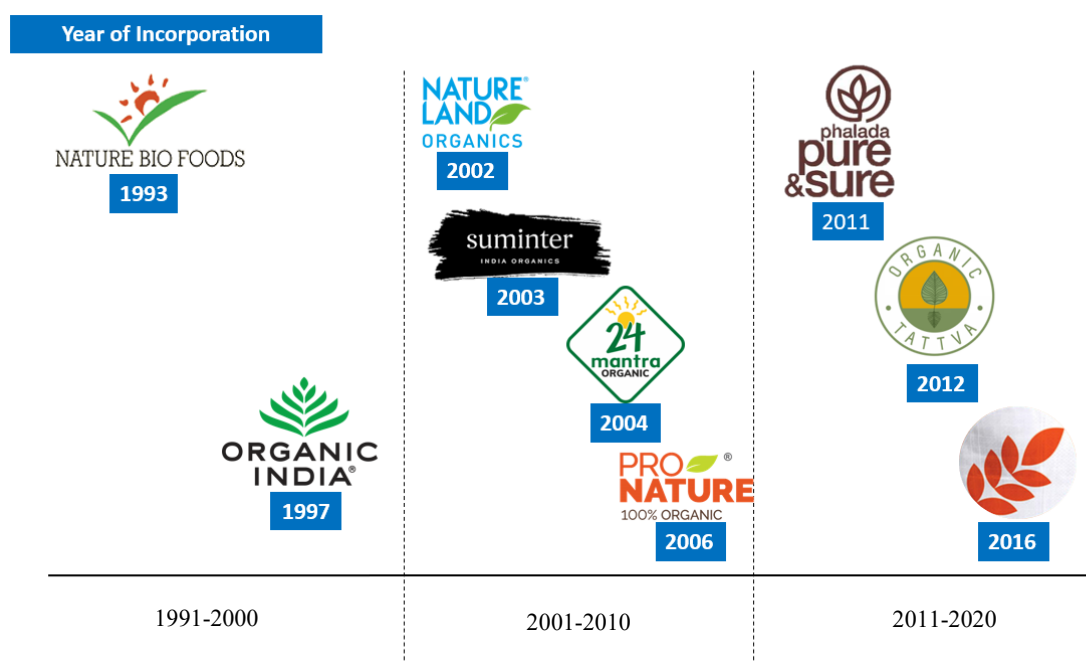 Year of Incorporation
NATURE BIO FOODS
1993
ORGANIC
INDIA®
1997
NATURE®
LAND
ORGANICS
2002
suminter
INDIA ORGANICS
2003
24
mantra
ORGANIC
2004
PRO ®
NATURE
100% ORGANIC
2006
phalada
pure
&sure
2011
ORGANIC
TATTVA
2012
2016
1991-2000
2001-2010
2011-2020